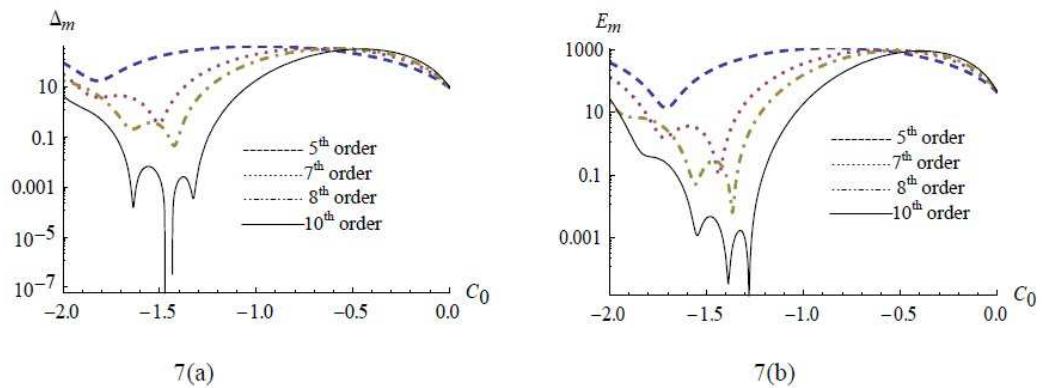 Δm
10
0.1
0.001
10−5
10−7
−2.0
−1.5
−1.0
−0.5
0.0
C0
5th order
7th order
8th order
10th order
7(a)
Em
1000
10
0.1
0.001
−2.0
−1.5
−1.0
−0.5
0.0
C0
5th order
7th order
8th order
10th order
7(b)